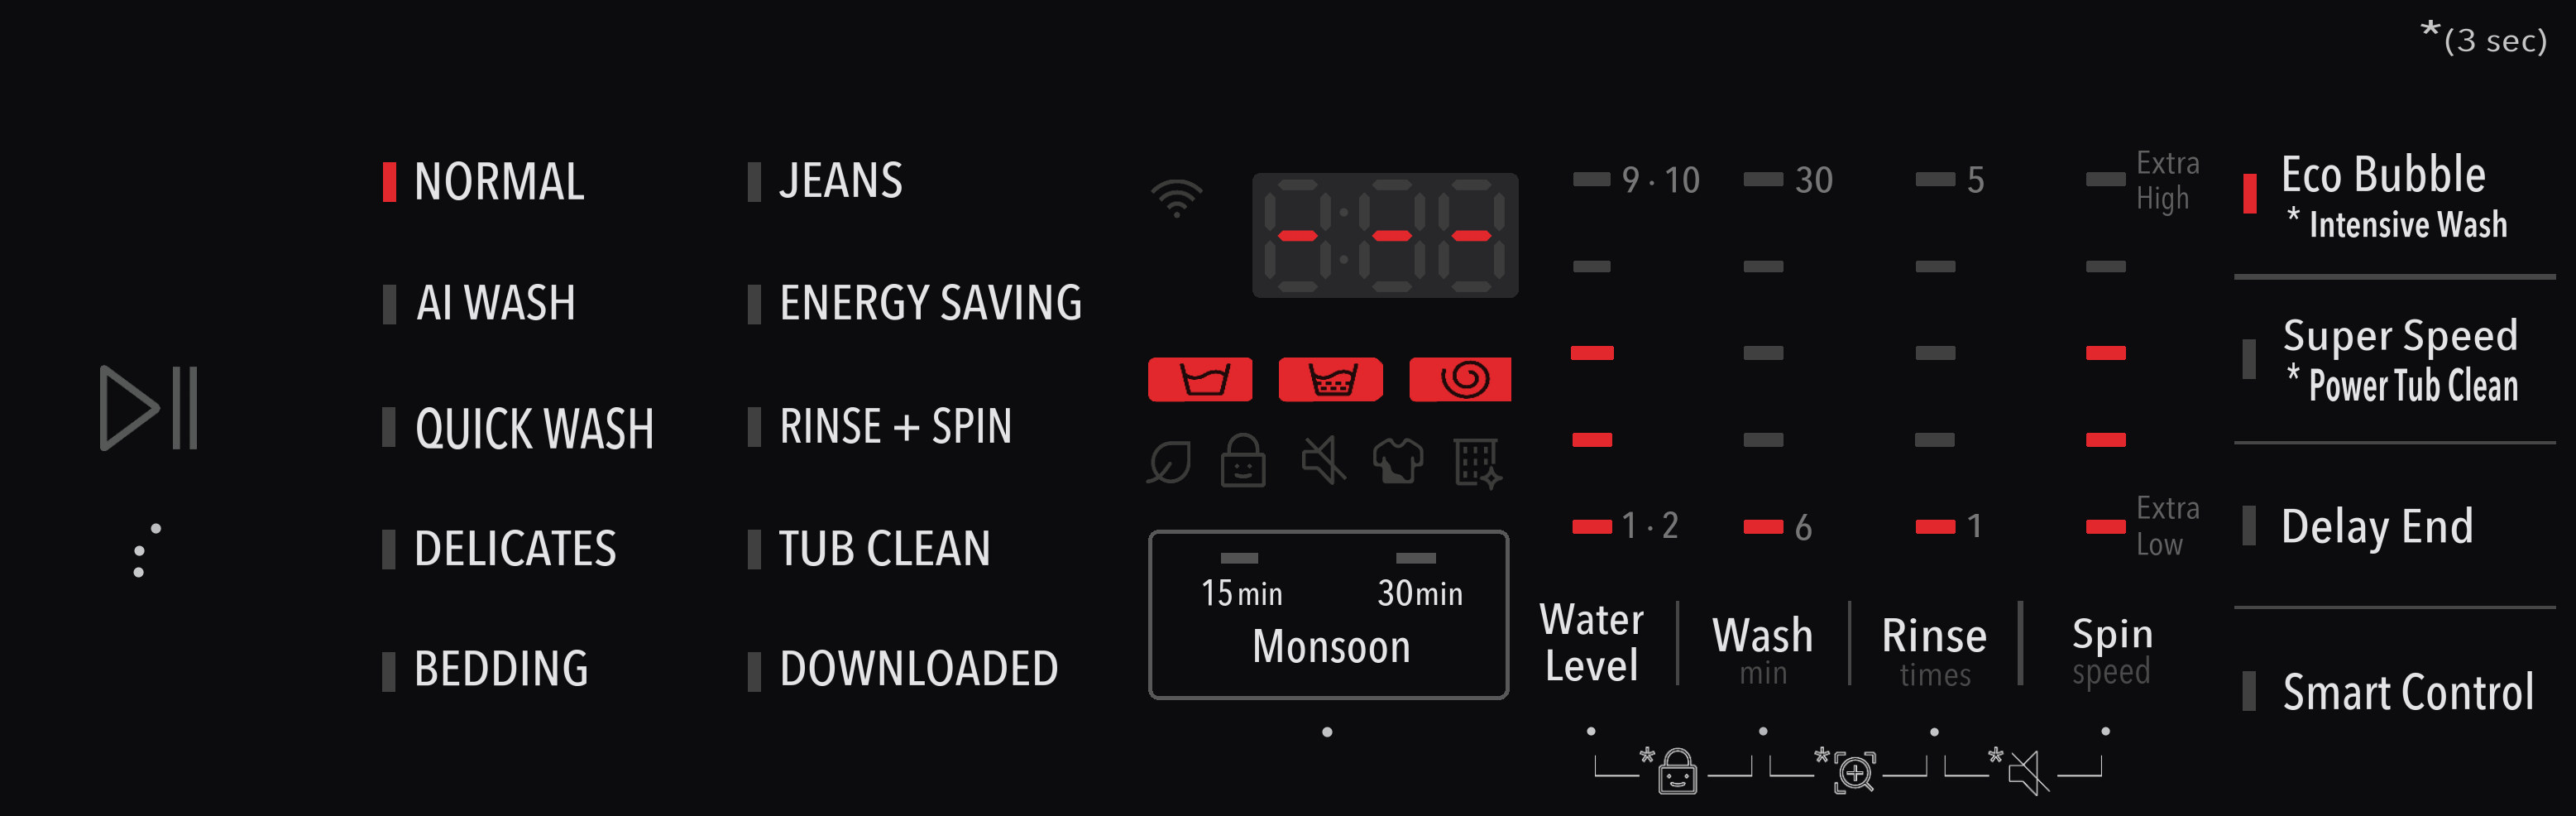 *(3 sec)
NORMAL
AI WASH
QUICK WASH
DELICATES
BEDDING
JEANS
ENERGY SAVING
RINSE + SPIN
TUB CLEAN
DOWNLOADED
- : - -
15 min
30 min
Monsoon
9 · 10
1 · 2
Water
Level
30
6
Wash
min
5
1
Rinse
times
Extra
High
Extra
Low
Spin
speed
*
*
*
Eco Bubble
* Intensive Wash
Super Speed
* Power Tub Clean
Delay End
Smart Control